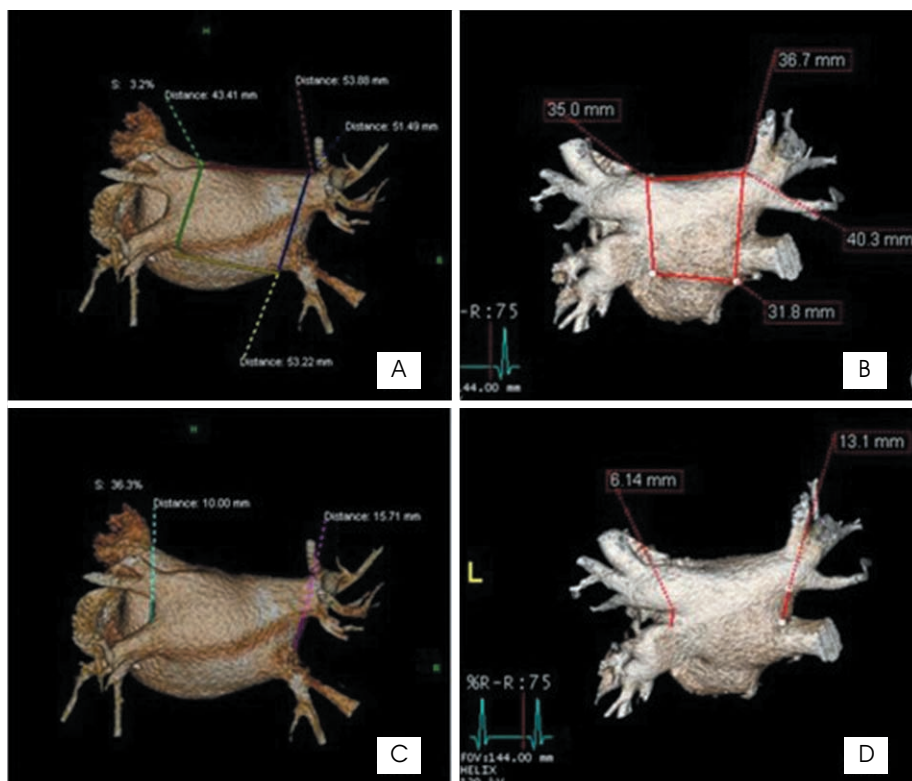 H
S: 3.2%
Distance: 43.41 mm
Distance: 53.88 mm
Distance: 51.49 mm
Distance: 53.22 mm
A
36.7 mm
35.0 mm
40.3 mm
31.8 mm
-R:75
44.00 mm
B
H
S: 36.3%
Distance: 10.00 mm
Distance: 15.71 mm
C
13.1 mm
6.14 mm
L
%R-R:75
FOV:144.00 mm
HELIX
D